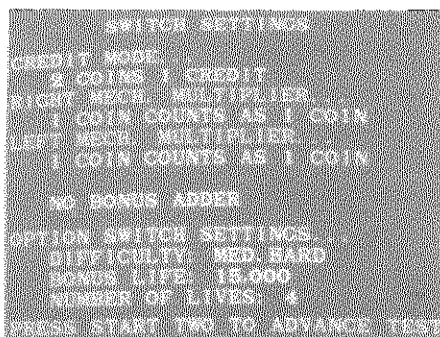 SWITCH SETTINGS
CREDIT MODE
2 COINS 1 CREDIT
RIGHT MECH MULTIPLIER
1 COIN COUNTS AS 1 COIN
LEFT MECH MULTIPLIER
1 COIN COUNTS AS 1 COIN
NO BONUS ADDER
OPTION SWITCH SETTINGS
DIFFICULTY: MED.HARD
BONUS LIFE: 15,000
NUMBER OF LIVES: 4
PRESS START TWO TO ADVANCE TEST